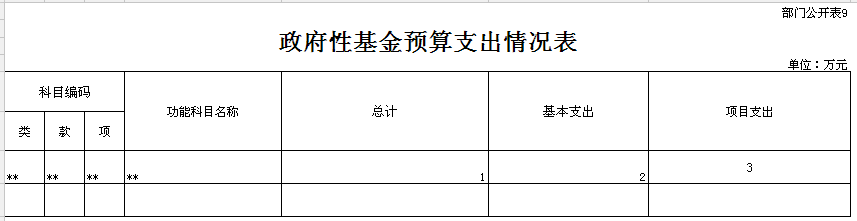 部门公开表9
政府性基金预算支出情况表
单位：万元
科目编码 功能科目名称 总计 基本支出 项目支出
类 款 项
** ** ** ** 1 2 3